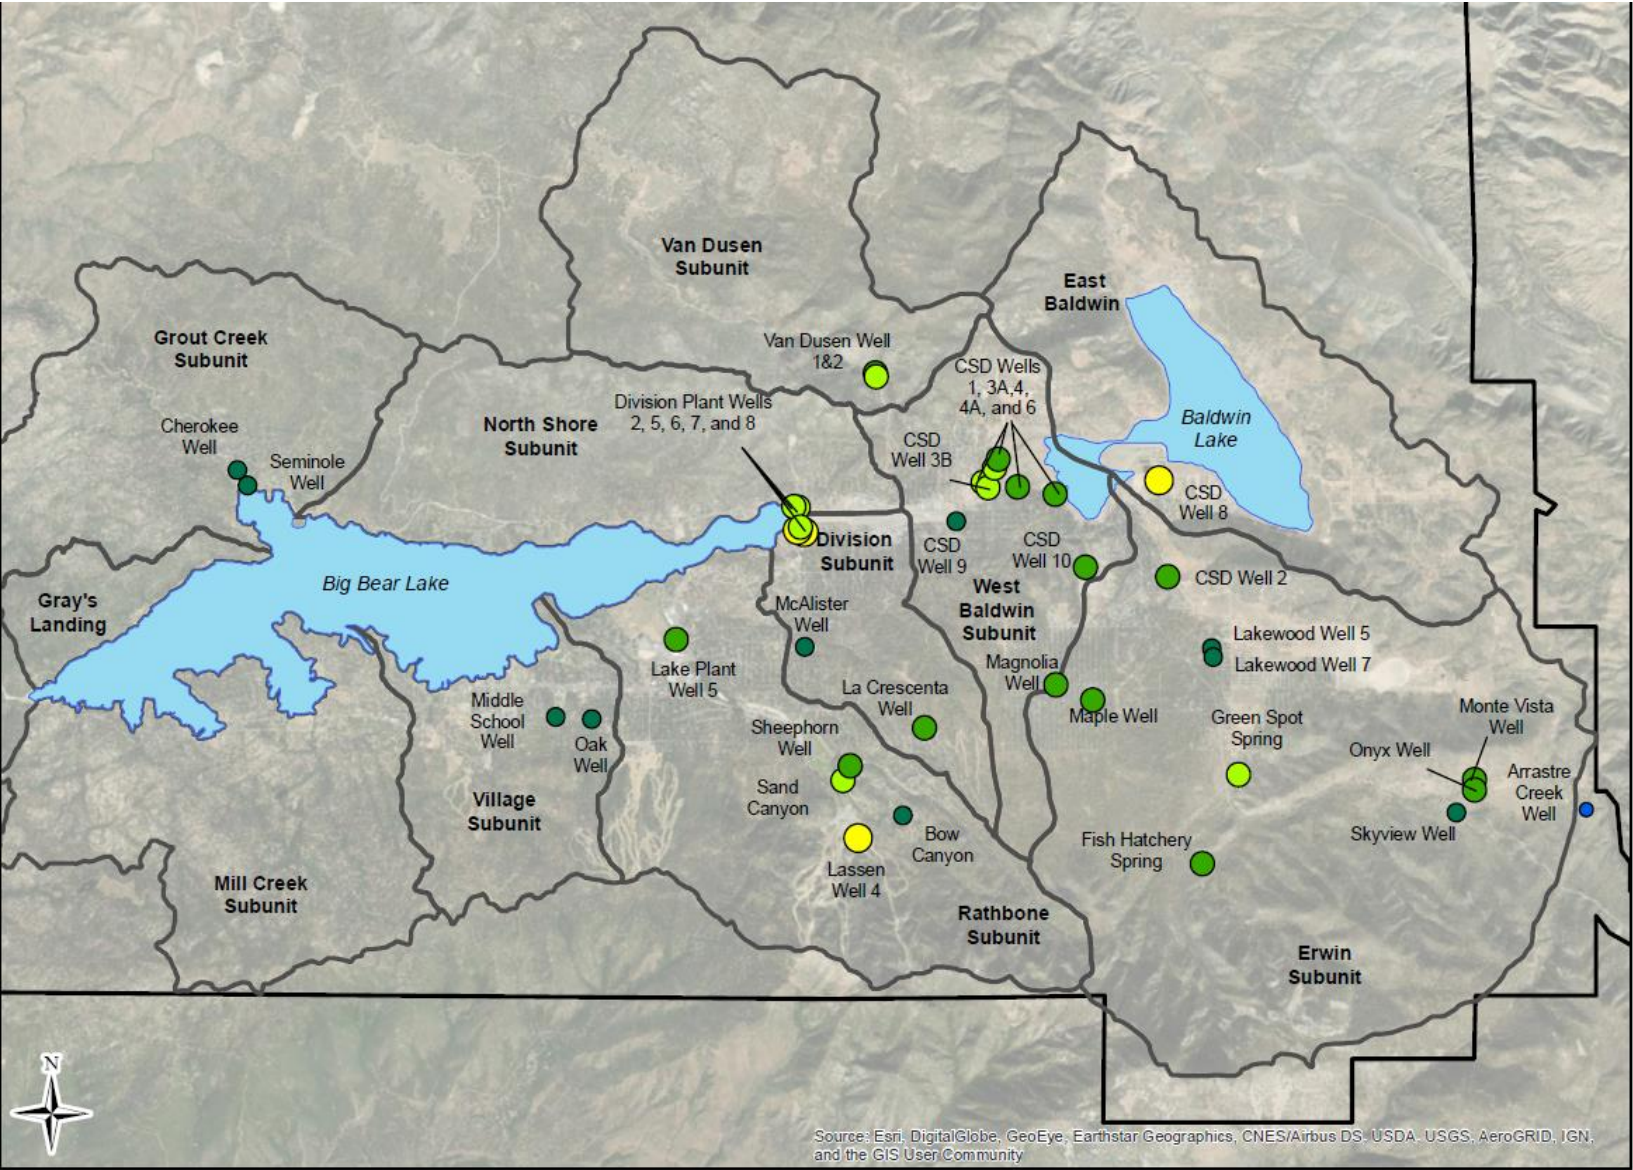 Van Dusen
Subunit
East
Baldwin
Grout Creek
Subunit
Van Dusen Well
1&2
CSD Wells
1, 3A,4,
4A, and 6
Division Plant Wells
2, 5, 6, 7, and 8
North Shore
Subunit
Cherokee
Well
Seminole
Well
CSD
Well 3B
Baldwin
Lake
CSD
Well 8
Division
Subunit
CSD
Well 9
CSD
Well 10
CSD Well 2
Big Bear Lake
Gray's
Landing
McAlister
Well
West
Baldwin
Subunit
Lakewood Well 5
Lakewood Well 7
Lake Plant
Well 5
Magnolia
Well
La Crescenta
Well
Maple Well
Middle
School
Well
Oak
Well
Sheephorn
Well
Green Spot
Spring
Monte Vista
Well
Onyx Well
Arrastre
Creek
Well
Sand
Canyon
Village
Subunit
Bow
Canyon
Skyview Well
Fish Hatchery
Spring
Lassen
Well 4
Mill Creek
Subunit
Rathbone
Subunit
Erwin
Subunit
N
Source: Esri, DigitalGlobe, GeoEye, Earthstar Geographics, CNES/Airbus DS, USDA, USGS, AeroGRID, IGN,
and the GIS User Community